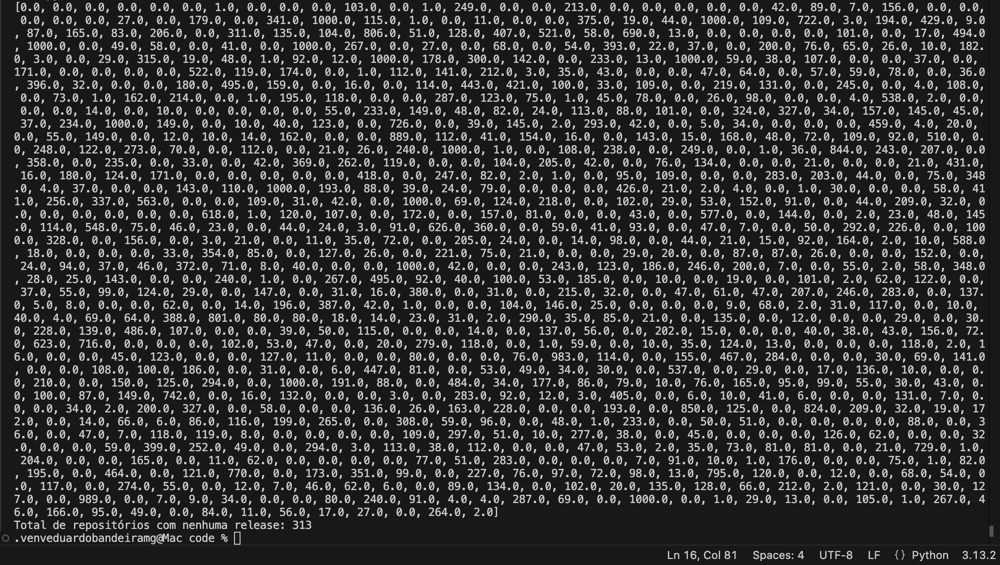 [0.0, 0.0, 0.0, 0.0, 0.0, 0.0, 1.0, 0.0, 0.0, 0.0, 103.0, 0.0, 1.0, 249.0, 0.0, 0.0, 213.0, 0.0, 0.0, 0.0, 0.0, 0.0, 42.0, 89.0, 7.0, 156.0, 0.0, 0.0,
0.0, 0.0, 0.0, 27.0, 0.0, 179.0, 0.0, 341.0, 1000.0, 115.0, 1.0, 0.0, 11.0, 0.0, 0.0, 375.0, 19.0, 44.0, 1000.0, 109.0, 722.0, 3.0, 194.0, 429.0, 9.0
, 87.0, 165.0, 83.0, 206.0, 0.0, 311.0, 135.0, 104.0, 806.0, 51.0, 128.0, 407.0, 521.0, 58.0, 690.0, 13.0, 0.0, 0.0, 0.0, 0.0, 101.0, 0.0, 17.0, 494.0
, 1000.0, 0.0, 49.0, 58.0, 0.0, 41.0, 0.0, 1000.0, 267.0, 0.0, 27.0, 0.0, 68.0, 0.0, 54.0, 393.0, 22.0, 37.0, 0.0, 200.0, 76.0, 65.0, 26.0, 10.0, 182.
0, 3.0, 0.0, 29.0, 315.0, 19.0, 48.0, 1.0, 92.0, 12.0, 1000.0, 178.0, 300.0, 142.0, 0.0, 233.0, 13.0, 1000.0, 59.0, 38.0, 107.0, 0.0, 0.0, 37.0, 0.0,
171.0, 0.0, 0.0, 0.0, 0.0, 522.0, 119.0, 174.0, 0.0, 1.0, 112.0, 141.0, 212.0, 3.0, 35.0, 43.0, 0.0, 0.0, 47.0, 64.0, 0.0, 57.0, 59.0, 78.0, 0.0, 36.0
, 396.0, 32.0, 0.0, 0.0, 180.0, 495.0, 159.0, 0.0, 16.0, 0.0, 114.0, 443.0, 421.0, 100.0, 33.0, 109.0, 0.0, 219.0, 131.0, 0.0, 245.0, 0.0, 4.0, 108.0,
0.0, 73.0, 1.0, 162.0, 214.0, 0.0, 1.0, 195.0, 118.0, 0.0, 0.0, 287.0, 123.0, 75.0, 1.0, 45.0, 78.0, 0.0, 26.0, 98.0, 0.0, 0.0, 4.0, 538.0, 2.0, 0.0,
0.0, 0.0, 14.0, 0.0, 10.0, 0.0, 0.0, 0.0, 0.0, 55.0, 233.0, 149.0, 48.0, 82.0, 24.0, 113.0, 88.0, 101.0, 0.0, 324.0, 327.0, 34.0, 157.0, 145.0, 45.0,
37.0, 234.0, 1000.0, 149.0, 0.0, 10.0, 40.0, 123.0, 0.0, 726.0, 0.0, 39.0, 145.0, 2.0, 293.0, 42.0, 0.0, 5.0, 34.0, 0.0, 0.0, 0.0, 459.0, 4.0, 20.0,
0.0, 55.0, 149.0, 0.0, 12.0, 10.0, 14.0, 162.0, 0.0, 0.0, 889.0, 112.0, 41.0, 154.0, 16.0, 0.0, 143.0, 15.0, 168.0, 48.0, 72.0, 109.0, 92.0, 510.0, 0.
0, 248.0, 122.0, 273.0, 70.0, 0.0, 112.0, 0.0, 21.0, 26.0, 240.0, 1000.0, 1.0, 0.0, 108.0, 238.0, 0.0, 249.0, 0.0, 1.0, 36.0, 844.0, 243.0, 207.0, 0.0
, 358.0, 0.0, 235.0, 0.0, 33.0, 0.0, 42.0, 369.0, 262.0, 119.0, 0.0, 0.0, 104.0, 205.0, 42.0, 0.0, 76.0, 134.0, 0.0, 0.0, 21.0, 0.0, 0.0, 21.0, 431.0,
16.0, 180.0, 124.0, 171.0, 0.0, 0.0, 0.0, 0.0, 0.0, 418.0, 0.0, 247.0, 82.0, 2.0, 1.0, 0.0, 95.0, 109.0, 0.0, 0.0, 283.0, 203.0, 44.0, 0.0, 75.0, 348
.0, 4.0, 37.0, 0.0, 0.0, 143.0, 110.0, 1000.0, 193.0, 88.0, 39.0, 24.0, 79.0, 0.0, 0.0, 0.0, 426.0, 21.0, 2.0, 4.0, 0.0, 1.0, 30.0, 0.0, 0.0, 58.0, 41
1.0, 256.0, 337.0, 563.0, 0.0, 0.0, 109.0, 31.0, 42.0, 0.0, 1000.0, 69.0, 124.0, 218.0, 0.0, 102.0, 29.0, 53.0, 152.0, 91.0, 0.0, 44.0, 209.0, 32.0, 0
.0, 0.0, 0.0, 0.0, 0.0, 0.0, 618.0, 1.0, 120.0, 107.0, 0.0, 172.0, 0.0, 157.0, 81.0, 0.0, 0.0, 43.0, 0.0, 577.0, 0.0, 144.0, 0.0, 2.0, 23.0, 48.0, 145
.0, 114.0, 548.0, 75.0, 46.0, 23.0, 0.0, 44.0, 24.0, 3.0, 91.0, 626.0, 360.0, 0.0, 59.0, 41.0, 93.0, 0.0, 47.0, 7.0, 0.0, 50.0, 292.0, 226.0, 0.0, 100
0.0, 328.0, 0.0, 156.0, 0.0, 3.0, 21.0, 0.0, 11.0, 35.0, 72.0, 0.0, 205.0, 24.0, 0.0, 14.0, 98.0, 0.0, 44.0, 21.0, 15.0, 92.0, 164.0, 2.0, 10.0, 588.0
, 18.0, 0.0, 0.0, 0.0, 33.0, 354.0, 85.0, 0.0, 127.0, 26.0, 0.0, 221.0, 75.0, 21.0, 0.0, 0.0, 29.0, 20.0, 0.0, 87.0, 87.0, 26.0, 0.0, 0.0, 152.0, 0.0,
24.0, 94.0, 37.0, 46.0, 372.0, 71.0, 8.0, 40.0, 0.0, 0.0, 1000.0, 42.0, 0.0, 0.0, 243.0, 123.0, 186.0, 246.0, 200.0, 7.0, 0.0, 55.0, 2.0, 58.0, 348.0
, 28.0, 25.0, 143.0, 0.0, 0.0, 240.0, 1.0, 0.0, 267.0, 495.0, 92.0, 40.0, 100.0, 53.0, 185.0, 0.0, 10.0, 0.0, 19.0, 0.0, 101.0, 2.0, 62.0, 122.0, 0.0,
37.0, 55.0, 99.0, 124.0, 29.0, 0.0, 147.0, 0.0, 31.0, 16.0, 380.0, 0.0, 31.0, 0.0, 215.0, 32.0, 0.0, 47.0, 61.0, 47.0, 207.0, 246.0, 283.0, 0.0, 137.
0, 5.0, 8.0, 0.0, 0.0, 62.0, 0.0, 14.0, 196.0, 387.0, 42.0, 1.0, 0.0, 0.0, 104.0, 146.0, 25.0, 0.0, 0.0, 0.0, 9.0, 68.0, 2.0, 31.0, 117.0, 0.0, 10.0,
40.0, 4.0, 69.0, 64.0, 388.0, 801.0, 80.0, 80.0, 18.0, 14.0, 23.0, 31.0, 2.0, 290.0, 35.0, 85.0, 21.0, 0.0, 135.0, 0.0, 12.0, 0.0, 0.0, 29.0, 0.0, 30.
0, 228.0, 139.0, 486.0, 107.0, 0.0, 0.0, 39.0, 50.0, 115.0, 0.0, 0.0, 14.0, 0.0, 137.0, 56.0, 0.0, 202.0, 15.0, 0.0, 0.0, 40.0, 38.0, 43.0, 156.0, 72.
0, 623.0, 716.0, 0.0, 0.0, 0.0, 102.0, 53.0, 47.0, 0.0, 20.0, 279.0, 118.0, 0.0, 1.0, 59.0, 0.0, 10.0, 35.0, 124.0, 13.0, 0.0, 0.0, 0.0, 118.0, 2.0, 1
6.0, 0.0, 0.0, 45.0, 123.0, 0.0, 0.0, 127.0, 11.0, 0.0, 0.0, 80.0, 0.0, 0.0, 76.0, 983.0, 114.0, 0.0, 155.0, 467.0, 284.0, 0.0, 0.0, 30.0, 69.0, 141.0
, 0.0, 0.0, 108.0, 100.0, 186.0, 0.0, 31.0, 0.0, 6.0, 447.0, 81.0, 0.0, 53.0, 49.0, 34.0, 30.0, 0.0, 537.0, 0.0, 29.0, 0.0, 17.0, 136.0, 10.0, 0.0, 0.
0, 210.0, 0.0, 150.0, 125.0, 294.0, 0.0, 1000.0, 191.0, 88.0, 0.0, 484.0, 34.0, 177.0, 86.0, 79.0, 10.0, 76.0, 165.0, 95.0, 99.0, 55.0, 30.0, 43.0, 0.
0, 100.0, 87.0, 149.0, 742.0, 0.0, 16.0, 132.0, 0.0, 0.0, 3.0, 0.0, 283.0, 92.0, 12.0, 3.0, 405.0, 0.0, 6.0, 10.0, 41.0, 6.0, 0.0, 0.0, 131.0, 7.0, 0.
0, 0.0, 34.0, 2.0, 200.0, 327.0, 0.0, 58.0, 0.0, 0.0, 136.0, 26.0, 163.0, 228.0, 0.0, 0.0, 193.0, 0.0, 850.0, 125.0, 0.0, 824.0, 209.0, 32.0, 19.0, 17
2.0, 0.0, 14.0, 66.0, 6.0, 86.0, 116.0, 199.0, 265.0, 0.0, 308.0, 59.0, 96.0, 0.0, 48.0, 1.0, 233.0, 0.0, 50.0, 51.0, 0.0, 0.0, 0.0, 0.0, 88.0, 0.0, 3
6.0, 0.0, 47.0, 7.0, 118.0, 119.0, 8.0, 0.0, 0.0, 0.0, 0.0, 109.0, 297.0, 51.0, 10.0, 277.0, 38.0, 0.0, 45.0, 0.0, 0.0, 0.0, 126.0, 62.0, 0.0, 0.0, 32
.0, 0.0, 0.0, 59.0, 399.0, 252.0, 49.0, 0.0, 294.0, 3.0, 113.0, 38.0, 112.0, 0.0, 0.0, 47.0, 53.0, 2.0, 35.0, 73.0, 81.0, 81.0, 0.0, 21.0, 729.0, 1.0,
204.0, 0.0, 0.0, 165.0, 0.0, 11.0, 62.0, 0.0, 0.0, 0.0, 0.0, 77.0, 51.0, 283.0, 0.0, 0.0, 0.0, 7.0, 91.0, 10.0, 1.0, 176.0, 0.0, 0.0, 75.0, 1.0, 82.0
, 195.0, 0.0, 464.0, 0.0, 121.0, 770.0, 0.0, 173.0, 351.0, 99.0, 0.0, 227.0, 76.0, 97.0, 72.0, 98.0, 13.0, 795.0, 120.0, 0.0, 12.0, 0.0, 68.0, 54.0, 0
.0, 117.0, 0.0, 274.0, 55.0, 0.0, 12.0, 7.0, 46.0, 62.0, 6.0, 0.0, 89.0, 134.0, 0.0, 102.0, 20.0, 135.0, 128.0, 66.0, 212.0, 2.0, 121.0, 0.0, 30.0, 12
7.0, 0.0, 989.0, 0.0, 7.0, 9.0, 34.0, 0.0, 0.0, 80.0, 240.0, 91.0, 4.0, 4.0, 287.0, 69.0, 0.0, 1000.0, 0.0, 1.0, 29.0, 13.0, 0.0, 105.0, 1.0, 267.0, 4
6.0, 166.0, 95.0, 49.0, 0.0, 84.0, 11.0, 56.0, 17.0, 27.0, 0.0, 264.0, 2.0]
Total de repositórios com nenhuma release: 313
.venveduardobandeiramg@Mac code %
Ln 16, Col 81 Spaces: 4 UTF-8 LF {} Python 3.13.2